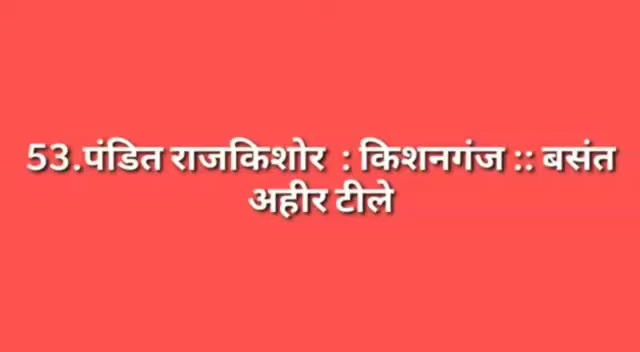 53.पंडित राजकिशोर : किशनगंज :: बसंत
अहीर टीले